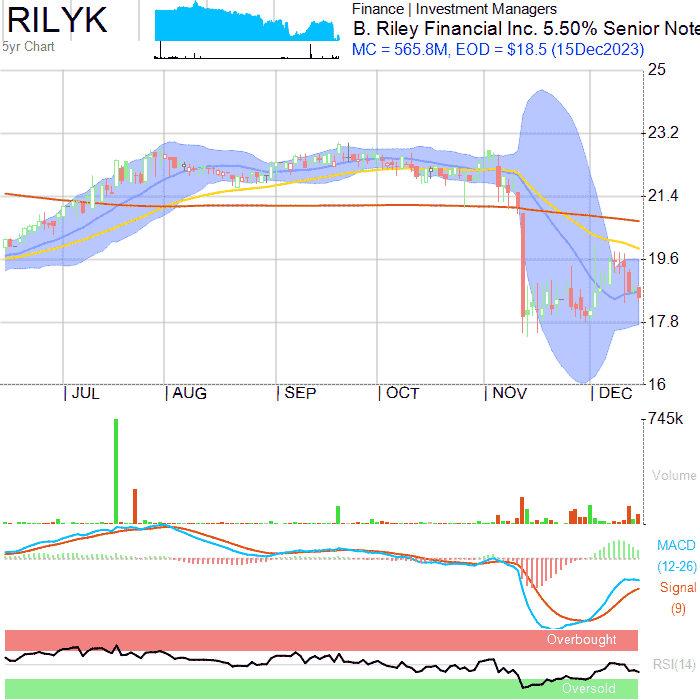 RILYK
5yr Chart
Finance | Investment Managers
B. Riley Financial Inc. 5.50% Senior Note
MC = 565.8M, EOD = $18.5 (15Dec2023)
25
23.2
21.4
19.6
17.8
16
JUL
AUG
SEP
OCT
NOV
DEC
745k
Volume
MACD
(12-26)
Signal
(9)
Overbought
RSI(14)
Oversold